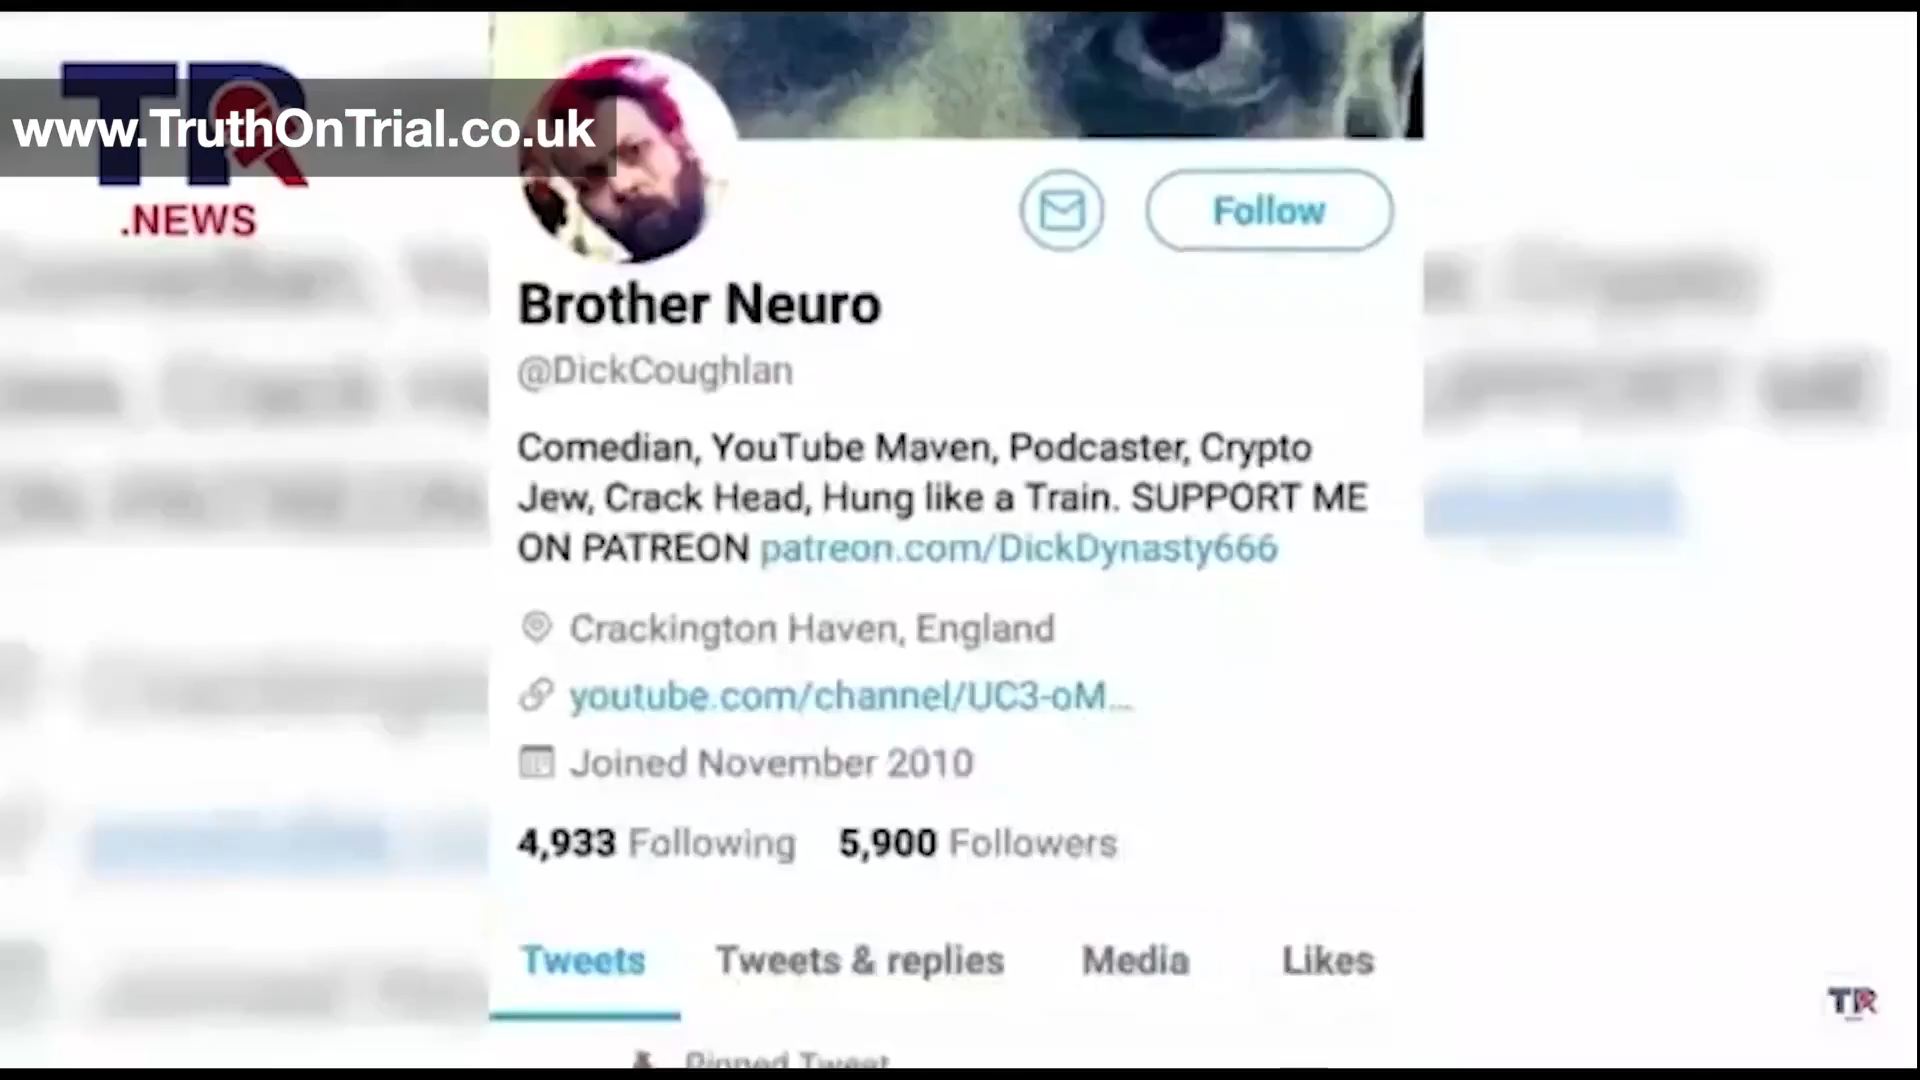 www.TruthOnTrial.co.uk
TR
.NEWS
Follow
Brother Neuro
@DickCoughlan
Comedian, YouTube Maven, Podcaster, Crypto
Jew, Crack Head, Hung like a Train. SUPPORT ME
ON PATREON patreon.com/DickDynasty666
Crackington Haven, England
youtube.com/channel/UC3-oM...
Joined November 2010
4,933 Following 5,900 Followers
Tweets Tweets & replies Media Likes
Pinned Tweet
TR